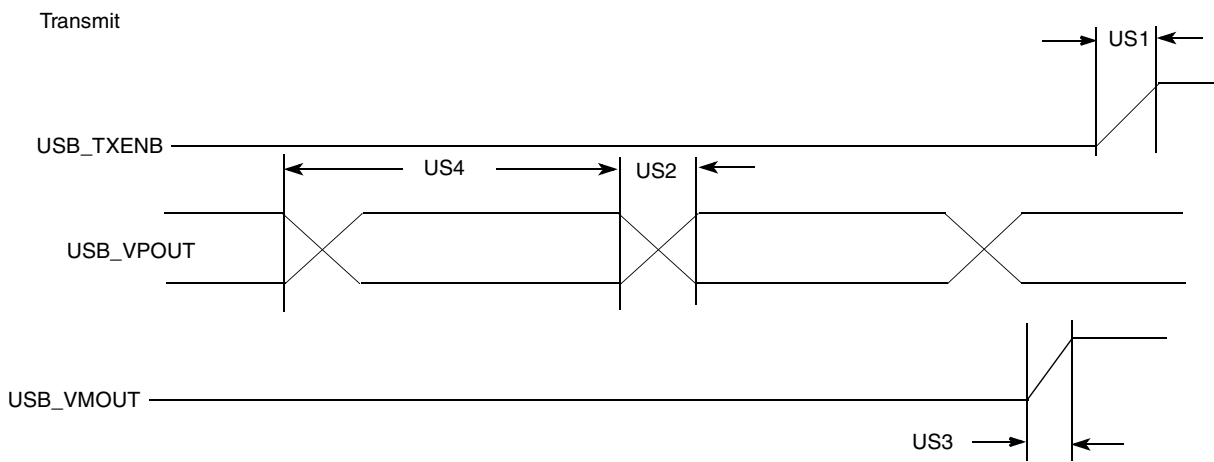 Transmit
US1
USB_TXENB
US4
US2
USB_VPOUT
USB_VMOUT
US3